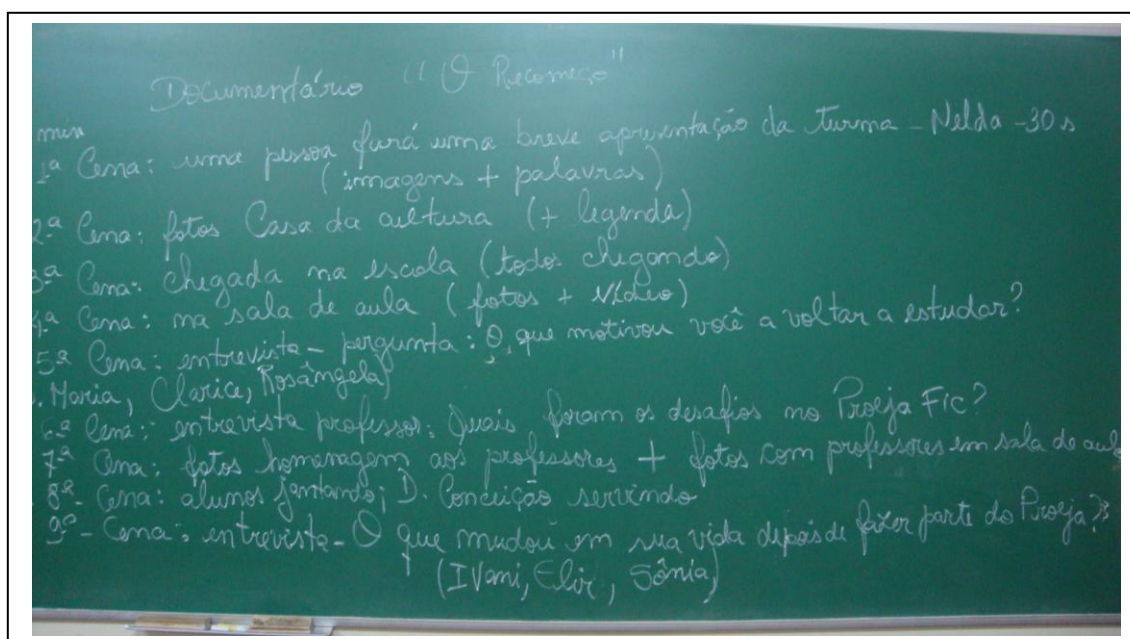 Documentário "O Recomeço"
min
1ª Cena: uma pessoa fará uma breve apresentação da turma - Nelda - 30 s
(imagens + palavras)
2ª Cena: fotos Casa da cultura (+ legenda)
3ª Cena: chegada na escola (todos chegando)
4ª Cena: na sala de aula (fotos + vídeo)
5ª Cena: entrevista - pergunta: O que motivou você a voltar a estudar?
. Maria, Clarice, Rosângela)
6ª Cena: entrevista professor: Quais foram os desafios no Proeja Fic?
7ª Cena: fotos homenagem aos professores + fotos com professores em sala de aula
8ª - Cena: alunos jantando; D. Conceição servindo
9ª - Cena: entrevista - O que mudou em sua vida depois de fazer parte do Proeja?
(Ivani, Elir, Sônia,